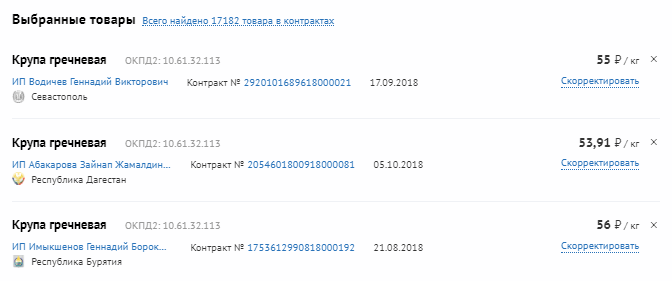 Выбранные товары Всего найдено 17182 товара в контрактах
Крупа гречневая ОКПД2: 10.61.32.113 55 ₽ / кг ×
ИП Водичев Геннадий Викторович Контракт № 2920101689618000021 17.09.2018 Скорректировать
Севастополь
Крупа гречневая ОКПД2: 10.61.32.113 53,91 ₽ / кг ×
ИП Абакарова Зайнап Жамалдин... Контракт № 2054601800918000081 05.10.2018 Скорректировать
Республика Дагестан
Крупа гречневая ОКПД2: 10.61.32.113 56 ₽ / кг ×
ИП Имыкшенов Геннадий Борок... Контракт № 1753612990818000192 21.08.2018 Скорректировать
Республика Бурятия